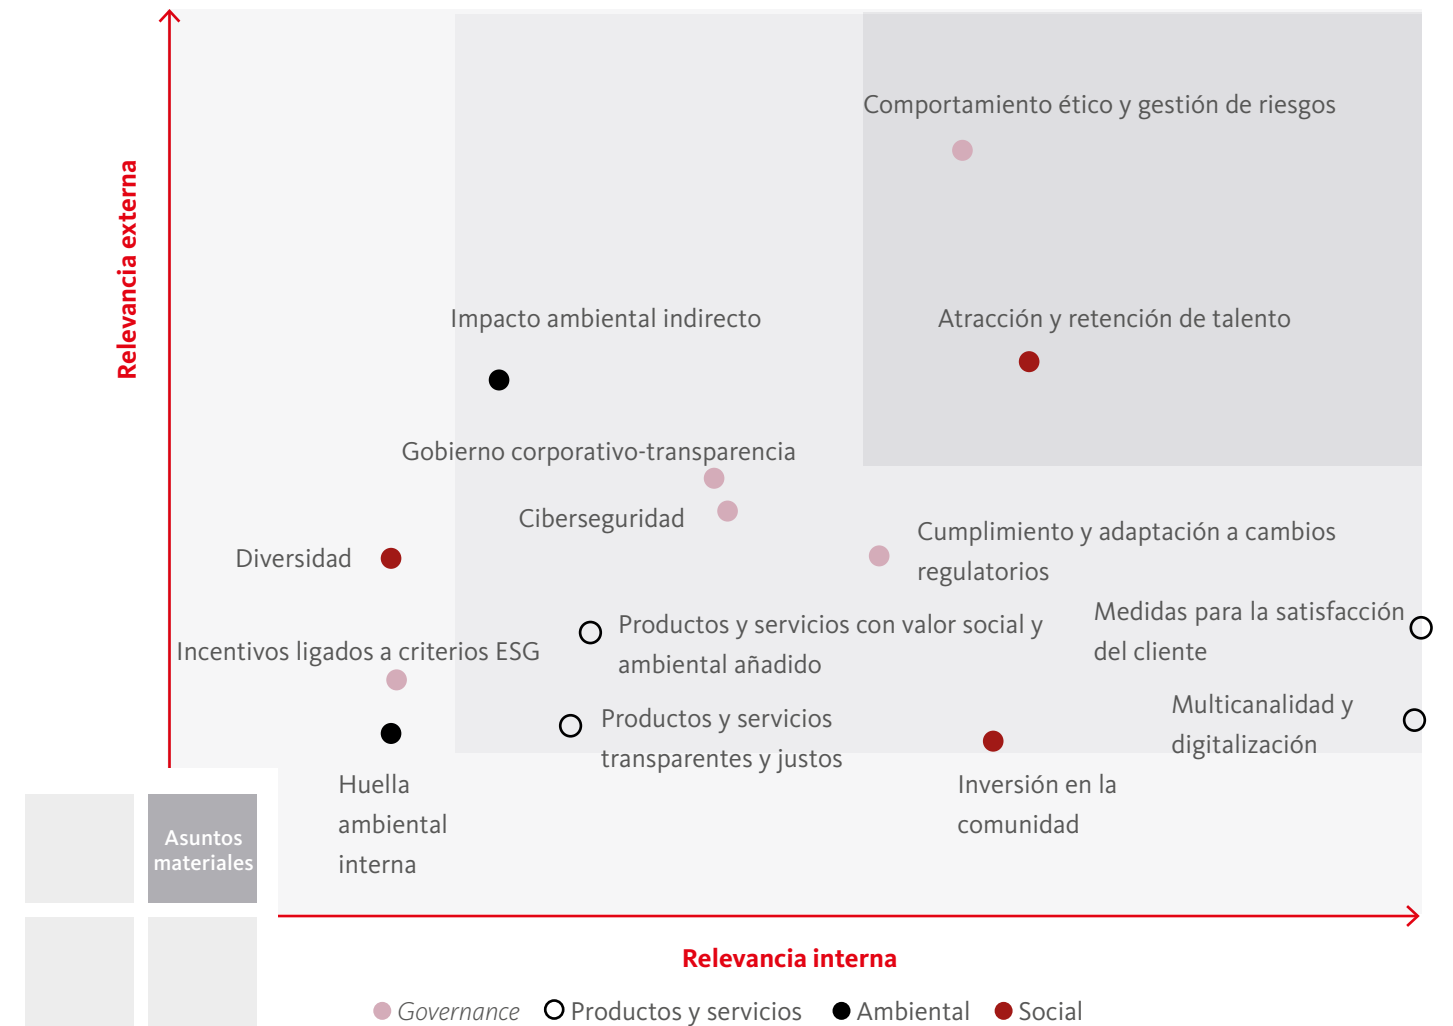 Comportamiento ético y gestión de riesgos
Relevancia externa
Impacto ambiental indirecto
Atracción y retención de talento
Gobierno corporativo-transparencia
Ciberseguridad
Cumplimiento y adaptación a cambios
regulatorios
Diversidad
Productos y servicios con valor social y
ambiental añadido
Medidas para la satisfacción
del cliente
Incentivos ligados a criterios ESG
Productos y servicios
transparentes y justos
Multicanalidad y
digitalización
Huella
ambiental
interna
Inversión en la
comunidad
Asuntos
materiales
Relevancia interna
Governance
Productos y servicios
Ambiental
Social